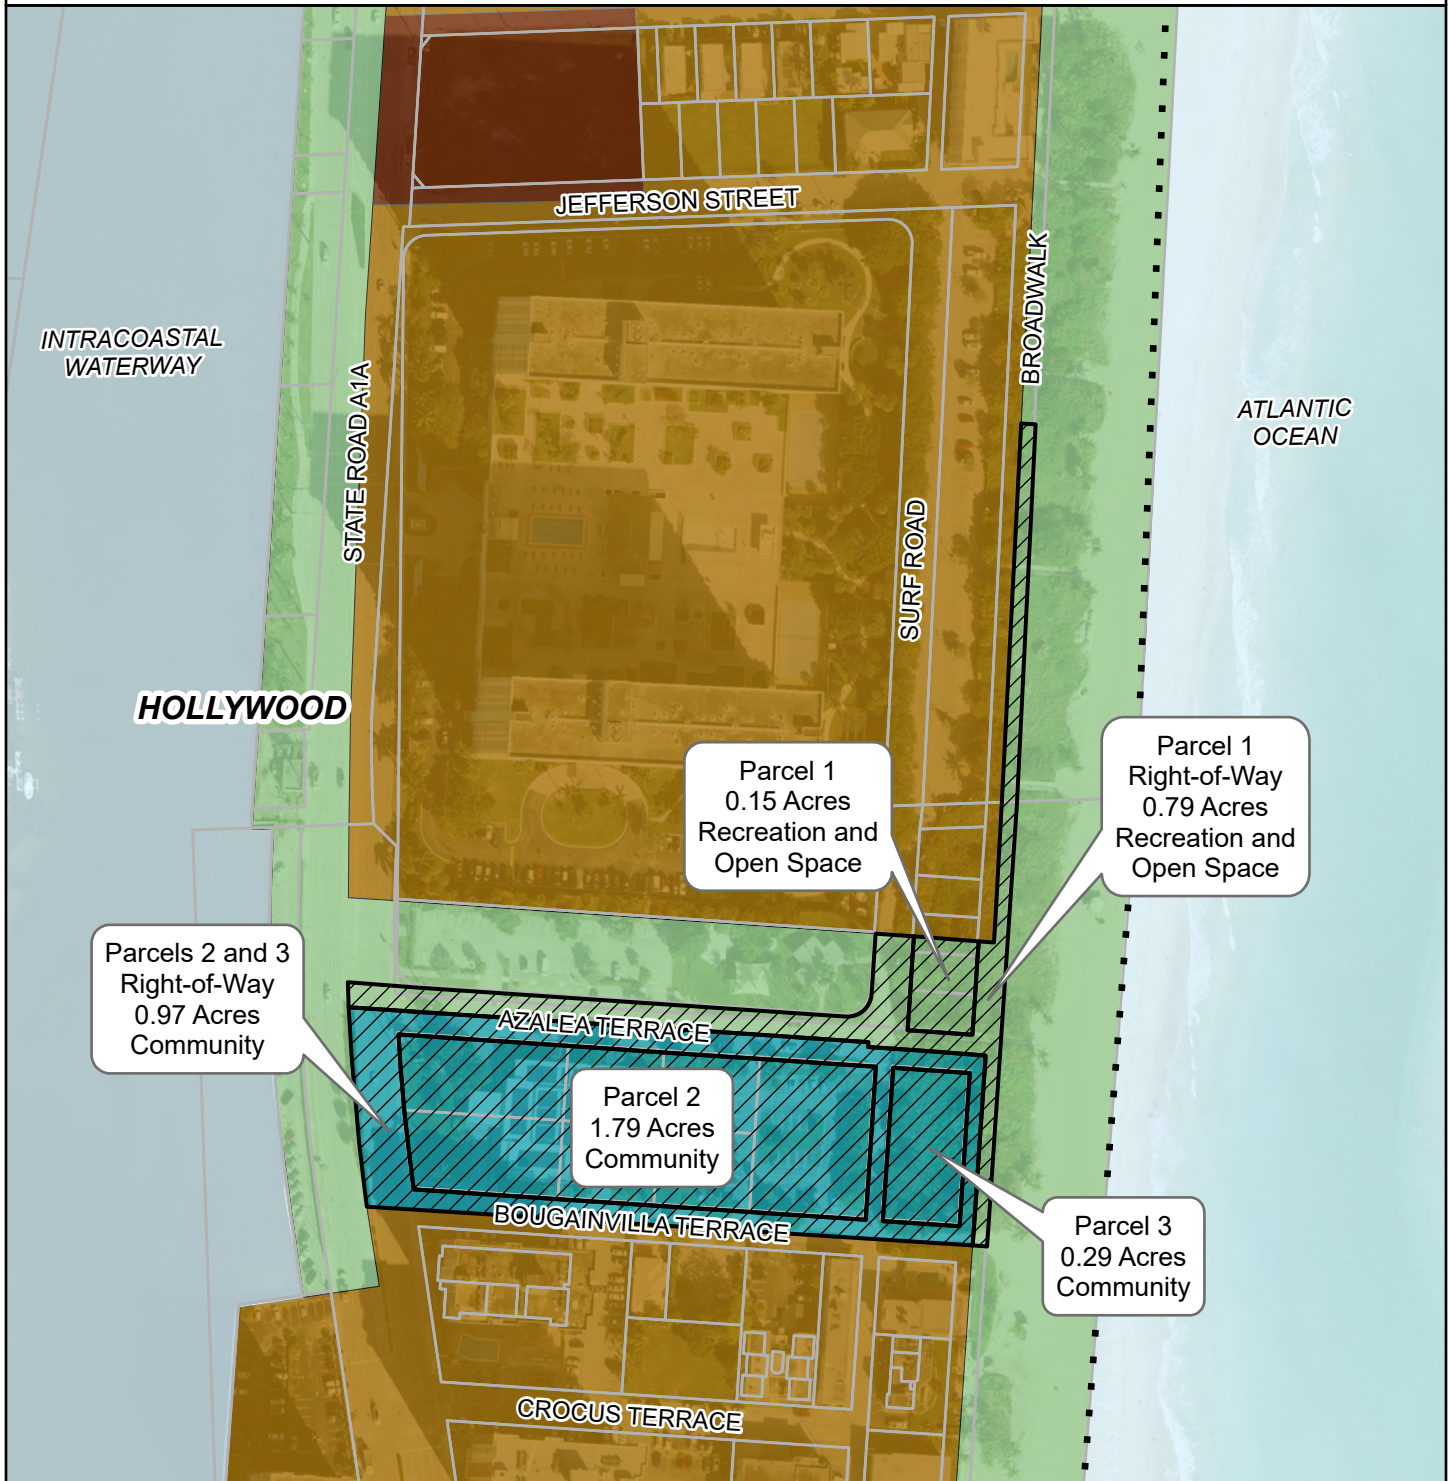 JEFFERSON STREET
BROADWALK
INTRACOASTAL
WATERWAY
STATE ROAD A1A
ATLANTIC
OCEAN
SURF ROAD
HOLLYWOOD
Parcel 1
0.15 Acres
Recreation and
Open Space
Parcel 1
Right-of-Way
0.79 Acres
Recreation and
Open Space
Parcels 2 and 3
Right-of-Way
0.97 Acres
Community
AZALEA TERRACE
Parcel 2
1.79 Acres
Community
BOUGAINVILLA TERRACE
Parcel 3
0.29 Acres
Community
CROCUS TERRACE